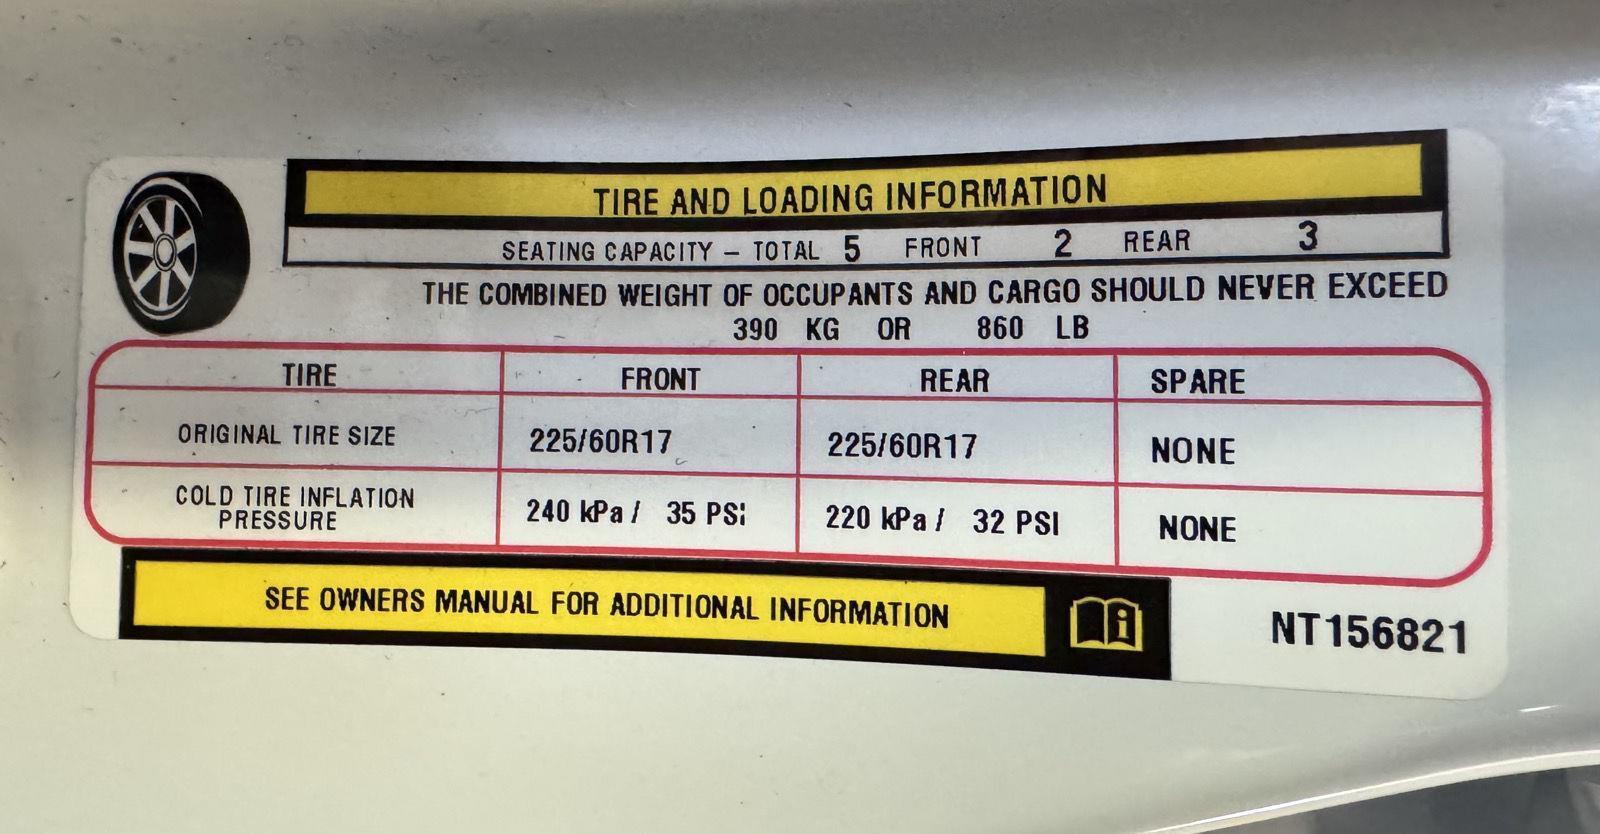 TIRE AND LOADING INFORMATION
SEATING CAPACITY – TOTAL 5 FRONT 2 REAR 3
THE COMBINED WEIGHT OF OCCUPANTS AND CARGO SHOULD NEVER EXCEED
390 KG OR 860 LB
TIRE FRONT REAR SPARE
ORIGINAL TIRE SIZE 225/60R17 225/60R17 NONE
COLD TIRE INFLATION
PRESSURE 240 kPa / 35 PSI 220 kPa / 32 PSI NONE
SEE OWNERS MANUAL FOR ADDITIONAL INFORMATION
NT156821